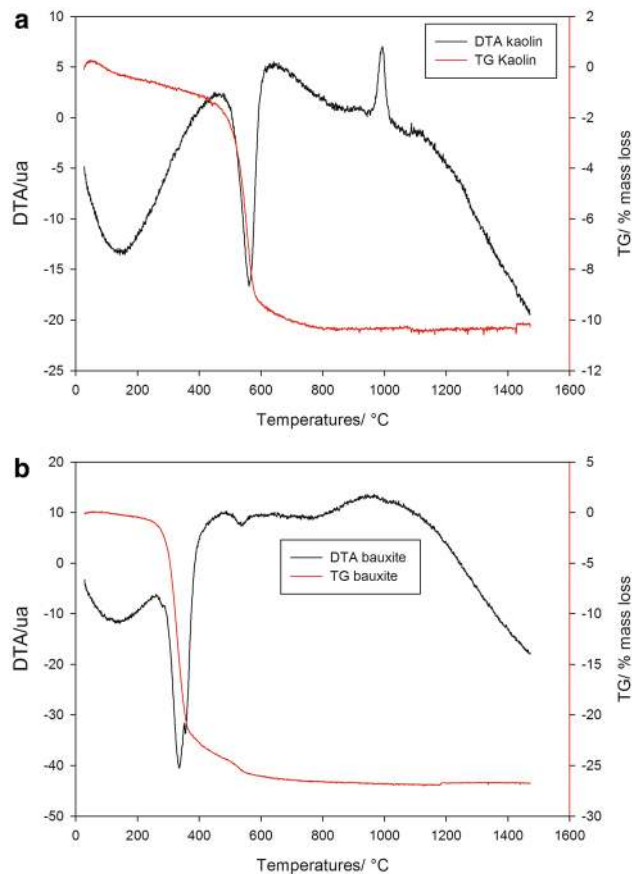 a
DTA kaolin
TG Kaolin
10
5
0
-5
-10
-15
-20
-25
DTA/ua
2
0
-2
-4
-6
-8
-10
-12
TG/ % mass loss
0 200 400 600 800 1000 1200 1400 1600
Temperatures/ °C
b
DTA bauxite
TG bauxite
20
10
0
-10
-20
-30
-40
-50
DTA/ua
5
0
-5
-10
-15
-20
-25
-30
TG/ % mass loss
0 200 400 600 800 1000 1200 1400 1600
Temperatures/ °C